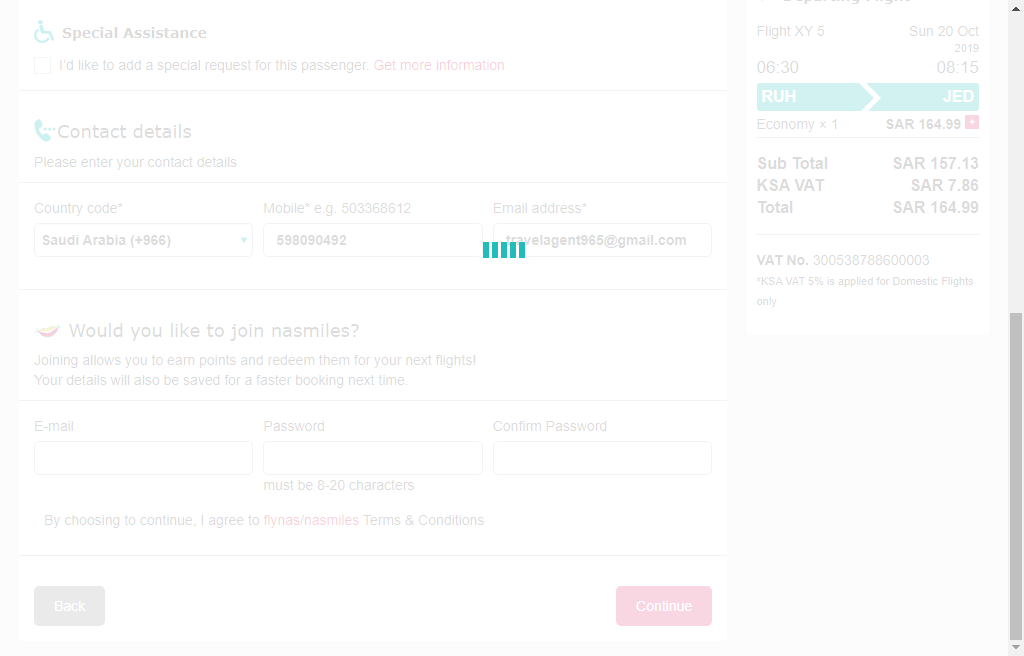 Special Assistance
I'd like to add a special request for this passenger. Get more information
Contact details
Please enter your contact details
Country code*
Mobile* e.g. 503368612
Email address*
Saudi Arabia (+966)
598090492
travelagent965@gmail.com
Would you like to join nasmiles?
Joining allows you to earn points and redeem them for your next flights!
Your details will also be saved for a faster booking next time.
E-mail
Password
Confirm Password
must be 8-20 characters
By choosing to continue, I agree to flynas/nasmiles Terms & Conditions
Back
Continue
Departing Flight
Flight XY 5
Sun 20 Oct
2019
06:30
08:15
RUH
JED
Economy × 1
SAR 164.99 +
Sub Total
SAR 157.13
KSA VAT
SAR 7.86
Total
SAR 164.99
VAT No. 300538788600003
*KSA VAT 5% is applied for Domestic Flights
only